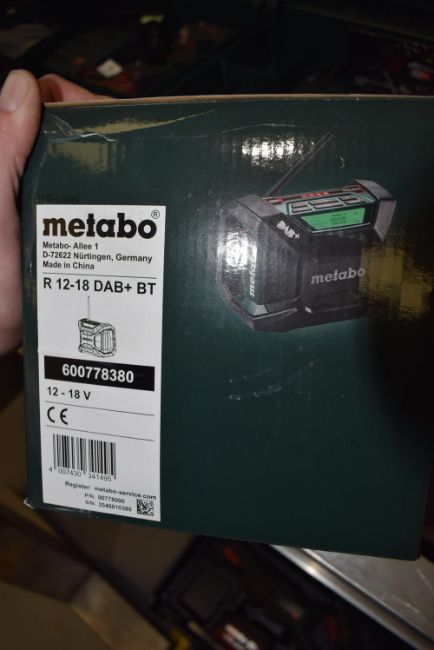 metabo®
Metabo- Allee 1
D-72622 Nürtingen, Germany
Made in China
R 12-18 DAB+ BT
600778380
12 - 18 V
CE
4 007430 341495
Register: metabo-service.com
P/N: 00778000
DAB+
metabo